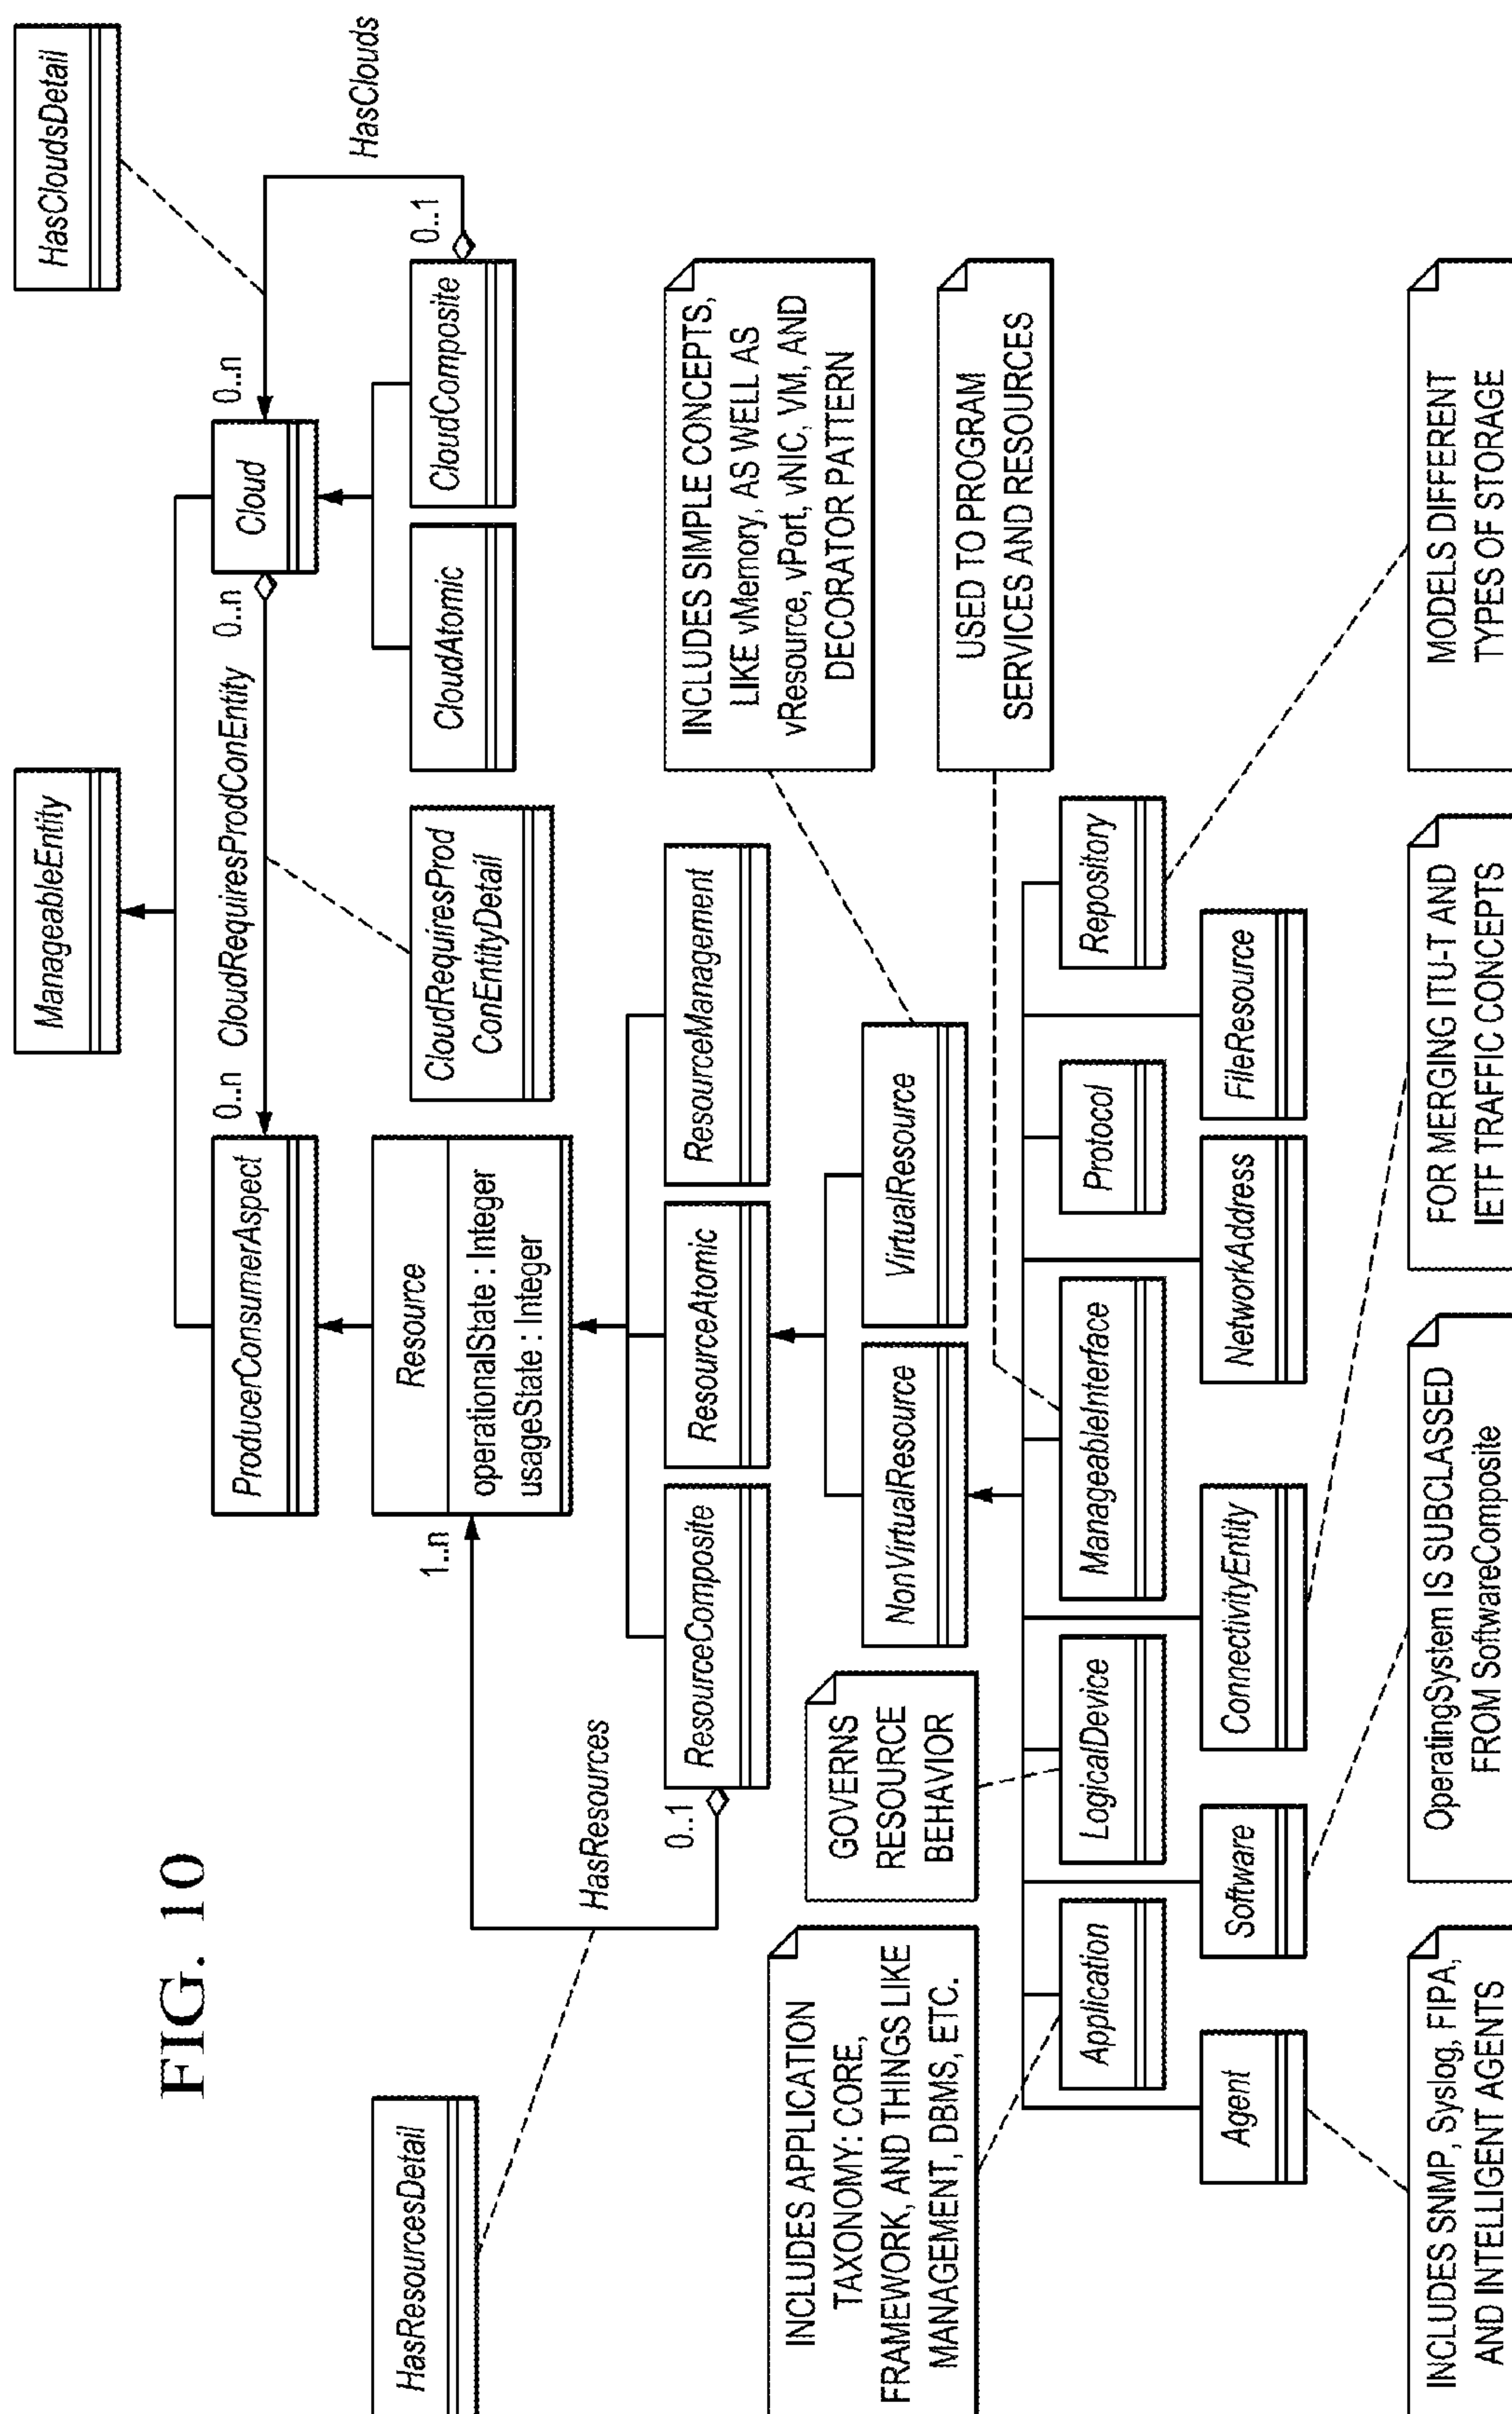 FIG. 10
ManageableEntity
HasCloudsDetail
ProducerConsumerAspect
0..n
CloudRequiresProdConEntity
0..n
Cloud
0..n
HasClouds
HasResourcesDetail
1..n
Resource
operationalState : Integer
usageState : Integer
CloudRequiresProd
ConEntityDetail
CloudAtomic
CloudComposite
0..1
HasResources
0..1
ResourceComposite
ResourceAtomic
ResourceManagement
INCLUDES SIMPLE CONCEPTS,
LIKE vMemory, AS WELL AS
vResource, vPort, vNIC, VM, AND
DECORATOR PATTERN
INCLUDES APPLICATION
TAXONOMY: CORE,
FRAMEWORK, AND THINGS LIKE
MANAGEMENT, DBMS, ETC.
GOVERNS
RESOURCE
BEHAVIOR
NonVirtualResource
VirtualResource
USED TO PROGRAM
SERVICES AND RESOURCES
Application
LogicalDevice
ManageableInterface
Protocol
Repository
Agent
Software
ConnectivityEntity
NetworkAddress
FileResource
INCLUDES SNMP, Syslog, FIPA,
AND INTELLIGENT AGENTS
OperatingSystem IS SUBCLASSED
FROM SoftwareComposite
FOR MERGING ITU-T AND
IETF TRAFFIC CONCEPTS
MODELS DIFFERENT
TYPES OF STORAGE